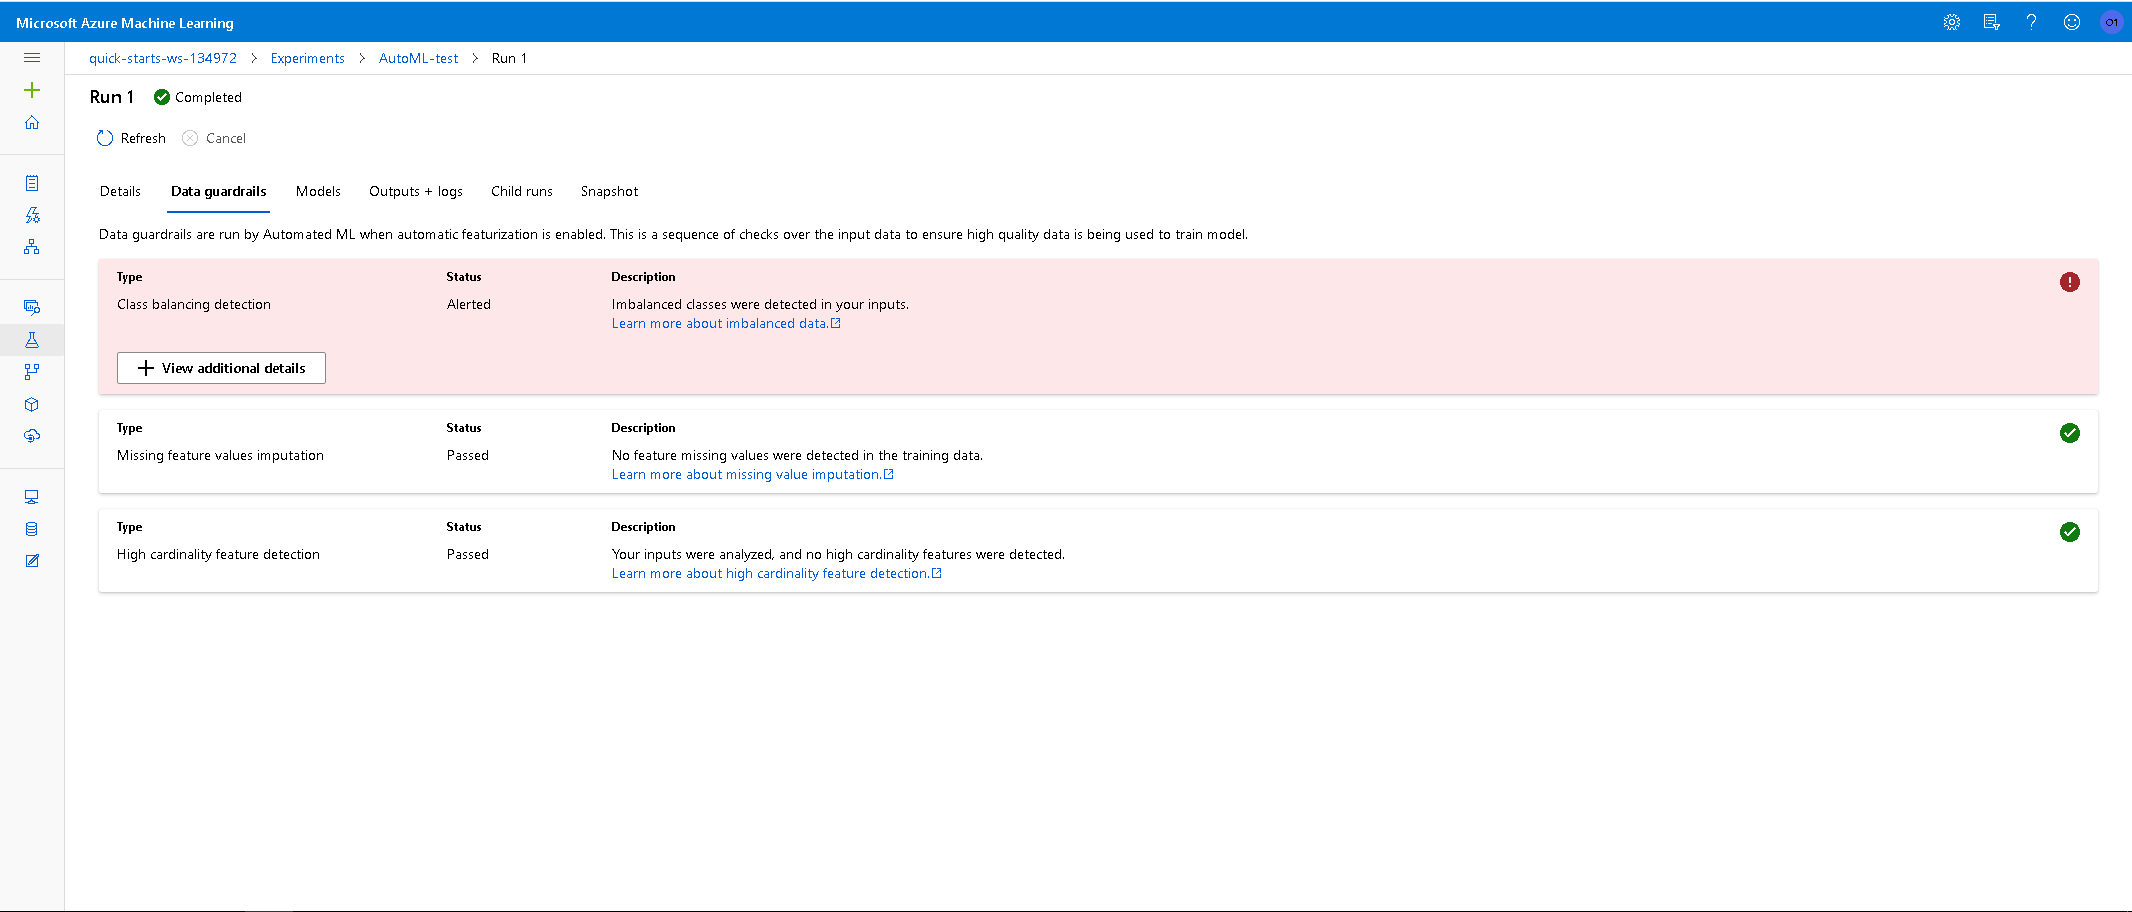 Microsoft Azure Machine Learning
O1
quick-starts-ws-134972 > Experiments > AutoML-test > Run 1
Run 1 Completed
Refresh Cancel
Details Data guardrails Models Outputs + logs Child runs Snapshot
Data guardrails are run by Automated ML when automatic featurization is enabled. This is a sequence of checks over the input data to ensure high quality data is being used to train model.
Type Status Description
Class balancing detection Alerted Imbalanced classes were detected in your inputs.
Learn more about imbalanced data.
+ View additional details
Type Status Description
Missing feature values imputation Passed No feature missing values were detected in the training data.
Learn more about missing value imputation.
Type Status Description
High cardinality feature detection Passed Your inputs were analyzed, and no high cardinality features were detected.
Learn more about high cardinality feature detection.